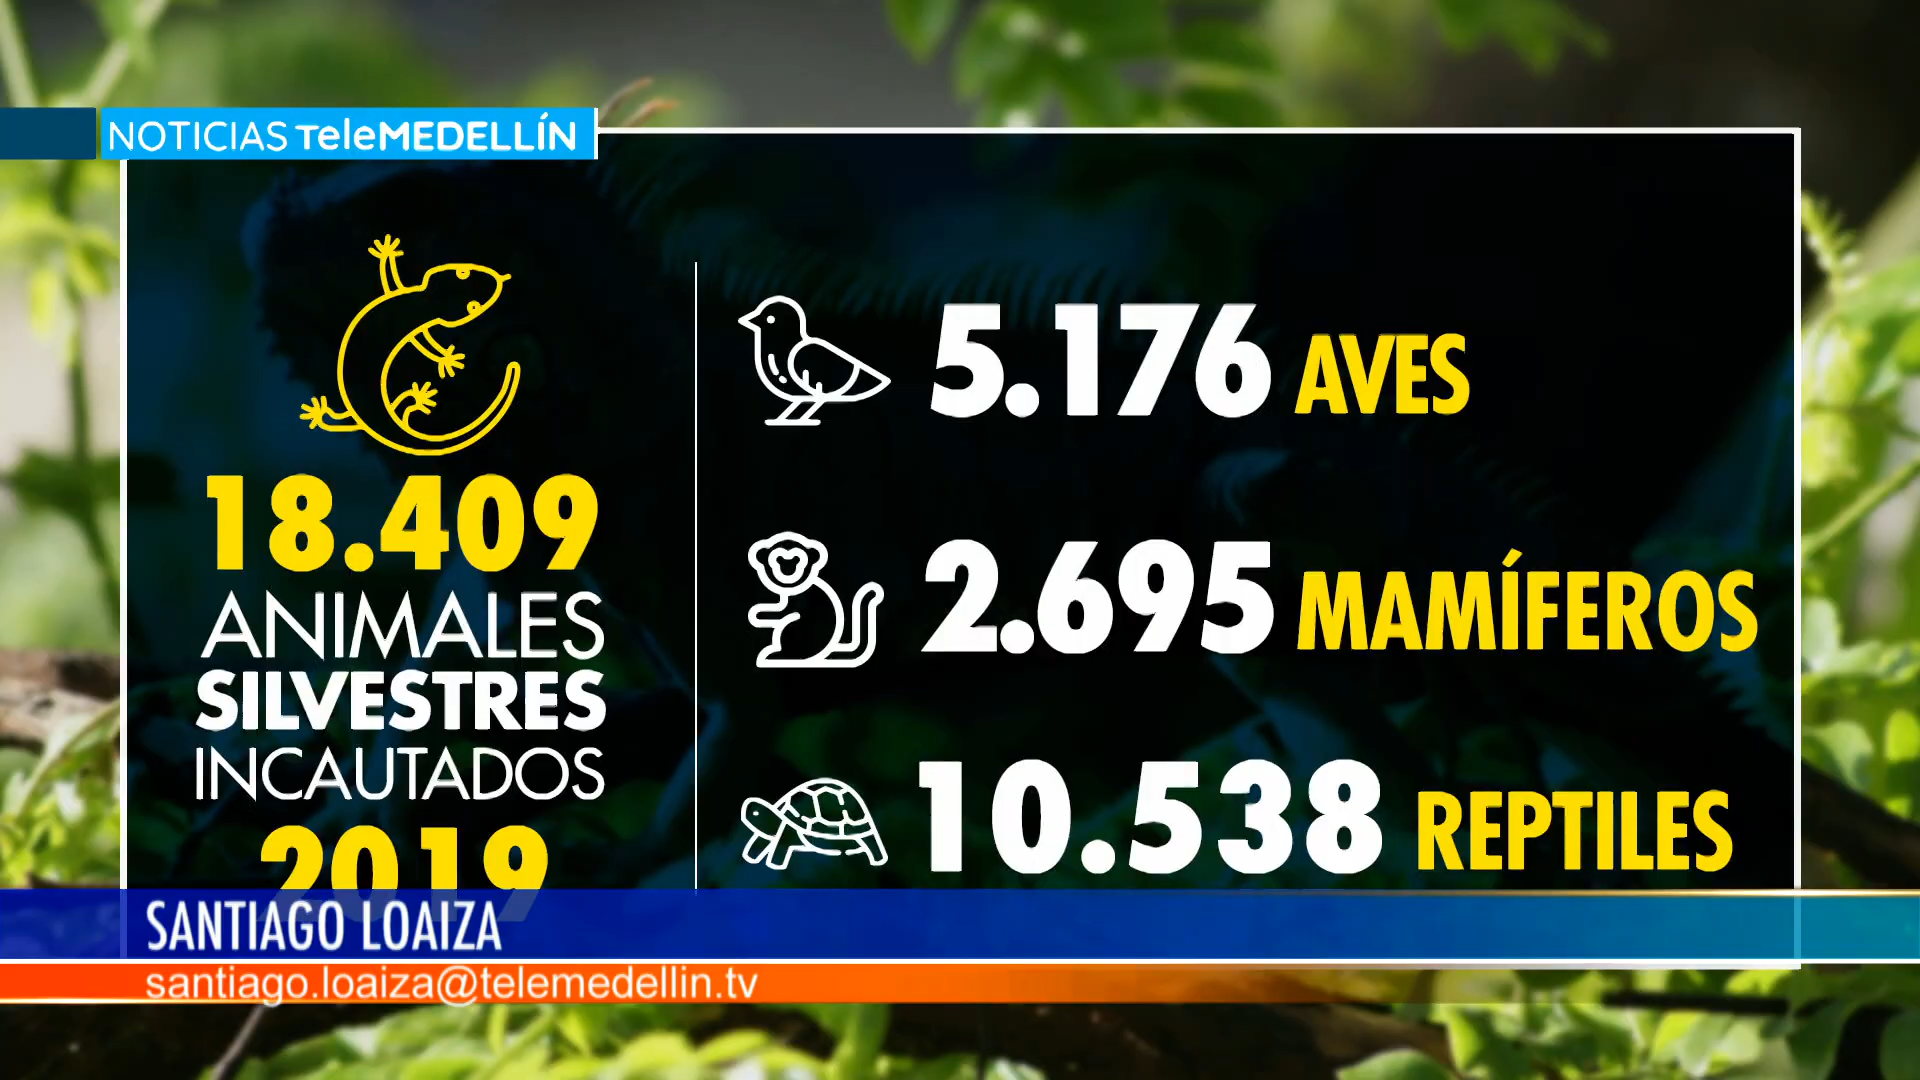 NOTICIAS TeleMEDELLÍN
18.409
ANIMALES
SILVESTRES
INCAUTADOS
2019
5.176 AVES
2.695 MAMÍFEROS
10.538 REPTILES
SANTIAGO LOAIZA
santiago.loaiza@telemedellin.tv